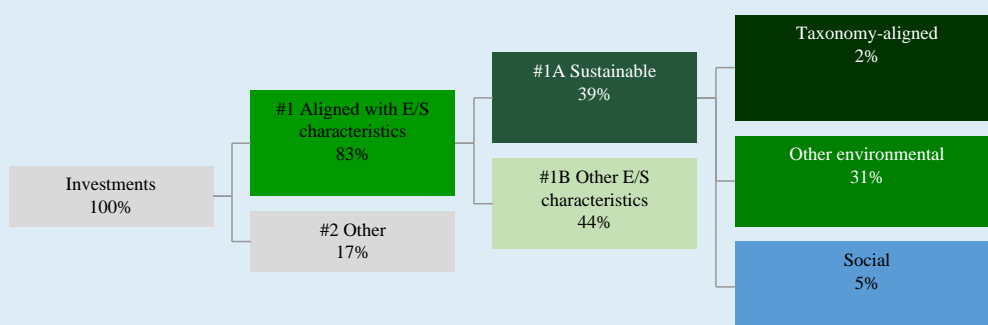 Investments
100%
#1 Aligned with E/S
characteristics
83%
#2 Other
17%
#1A Sustainable
39%
#1B Other E/S
characteristics
44%
Taxonomy-aligned
2%
Other environmental
31%
Social
5%